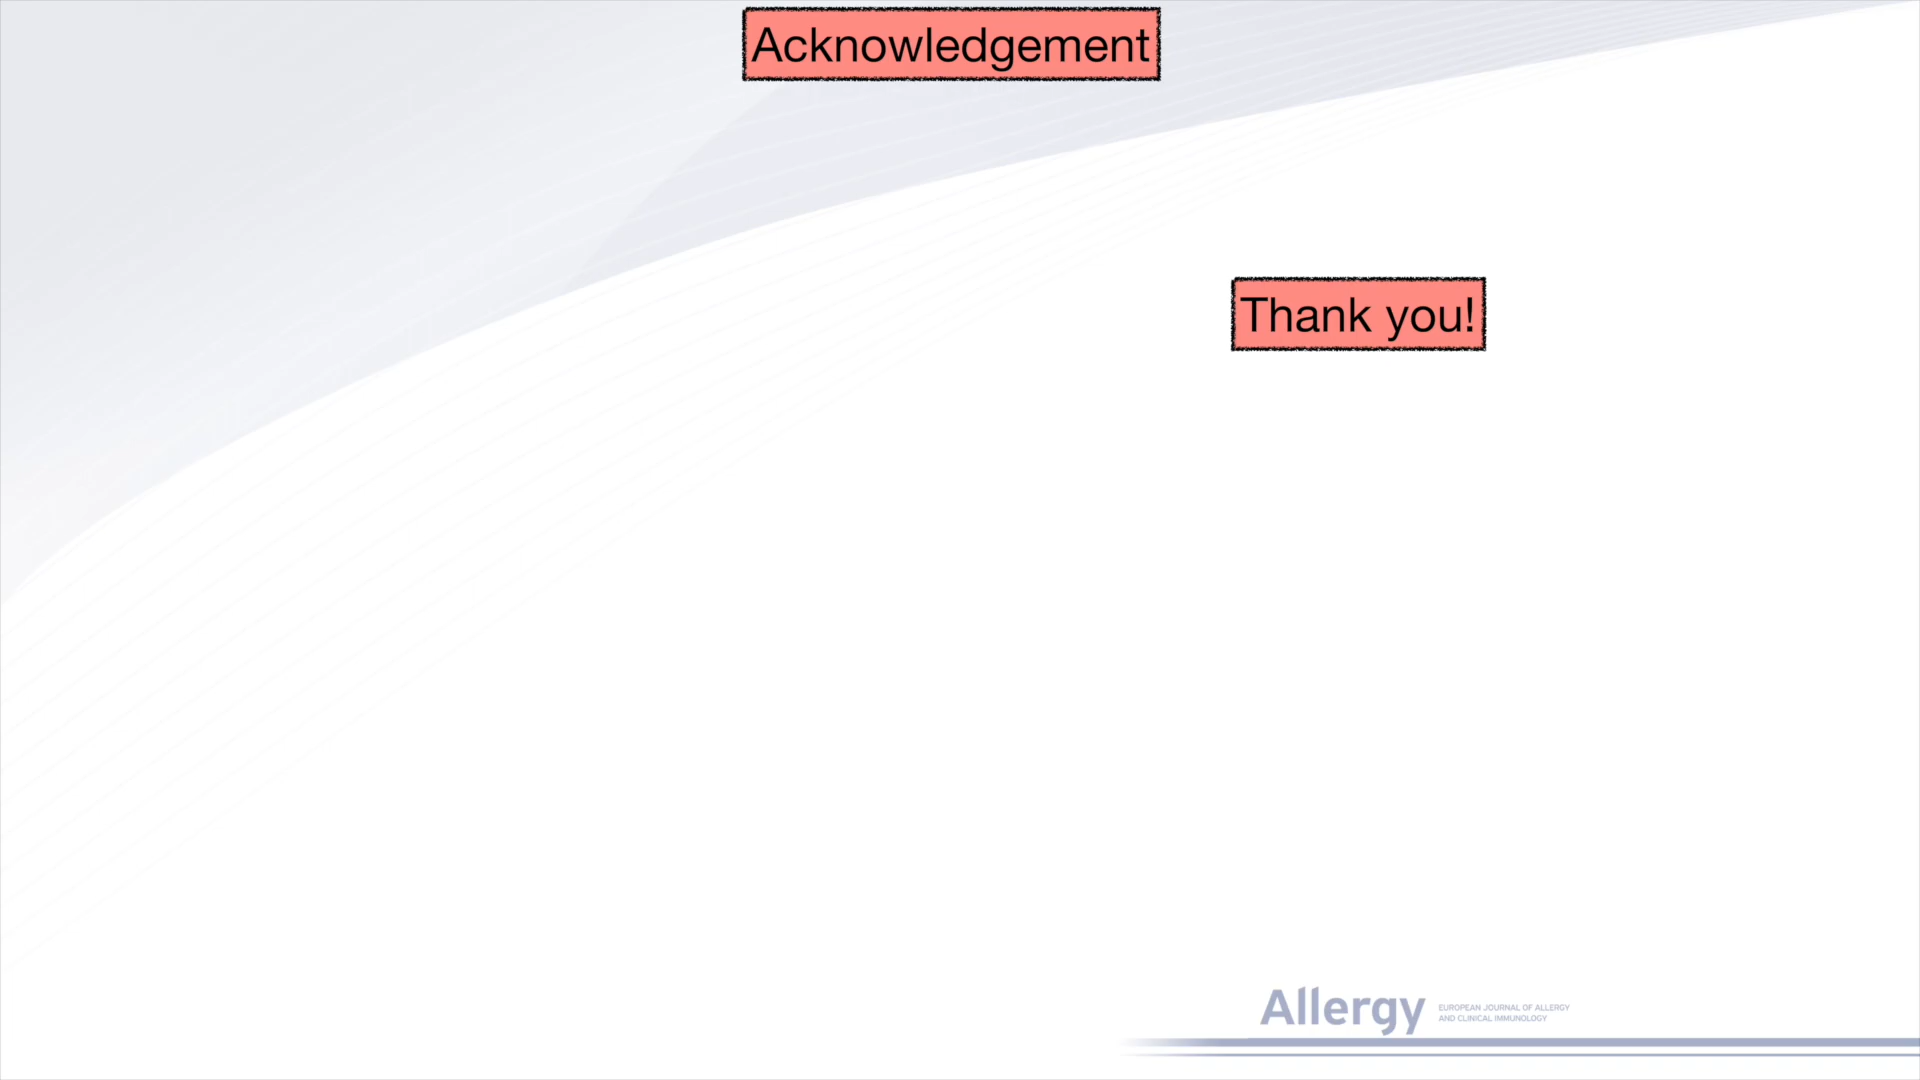 Acknowledgement
Thank you!
Allergy
EUROPEAN JOURNAL OF ALLERGY
AND CLINICAL IMMUNOLOGY